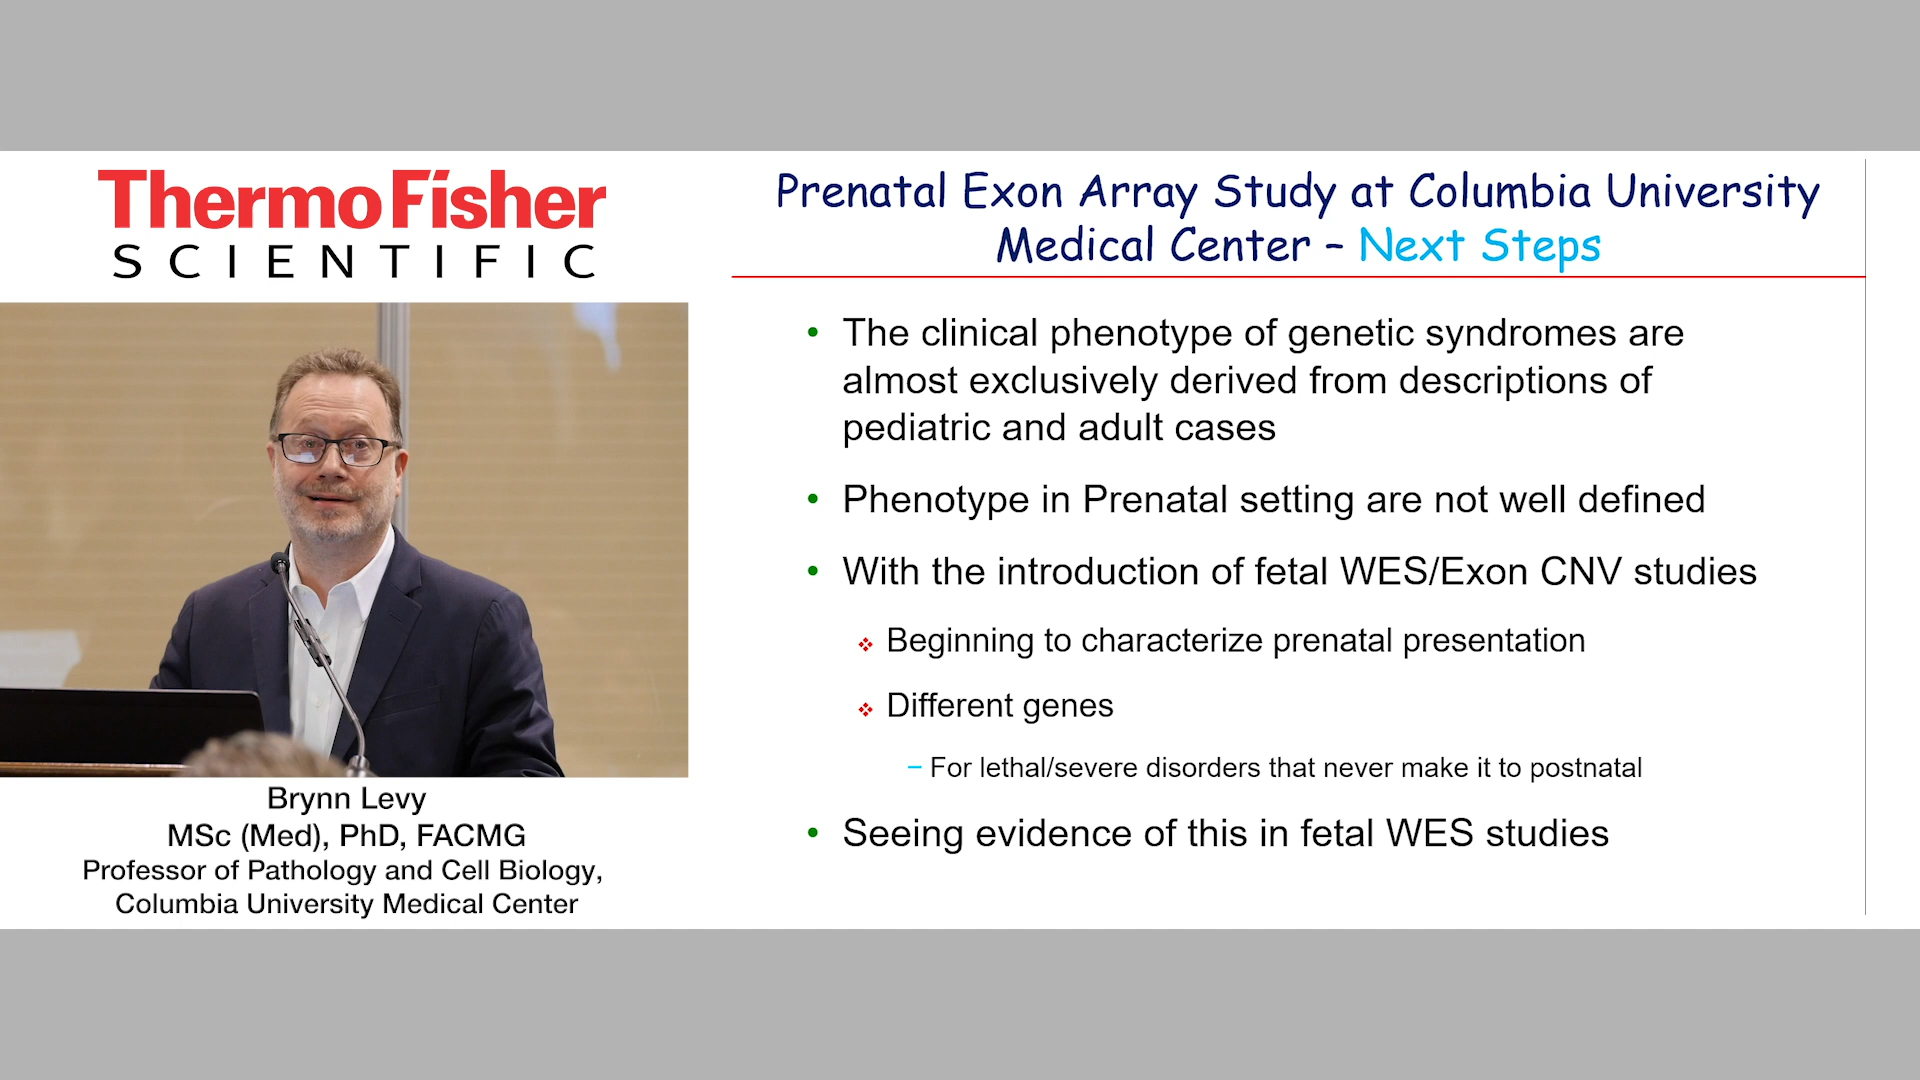 ThermoFisher
SCIENTIFIC
Brynn Levy
MSc (Med), PhD, FACMG
Professor of Pathology and Cell Biology,
Columbia University Medical Center
Prenatal Exon Array Study at Columbia University
Medical Center – Next Steps
• The clinical phenotype of genetic syndromes are
almost exclusively derived from descriptions of
pediatric and adult cases
• Phenotype in Prenatal setting are not well defined
• With the introduction of fetal WES/Exon CNV studies
❖ Beginning to characterize prenatal presentation
❖ Different genes
– For lethal/severe disorders that never make it to postnatal
• Seeing evidence of this in fetal WES studies